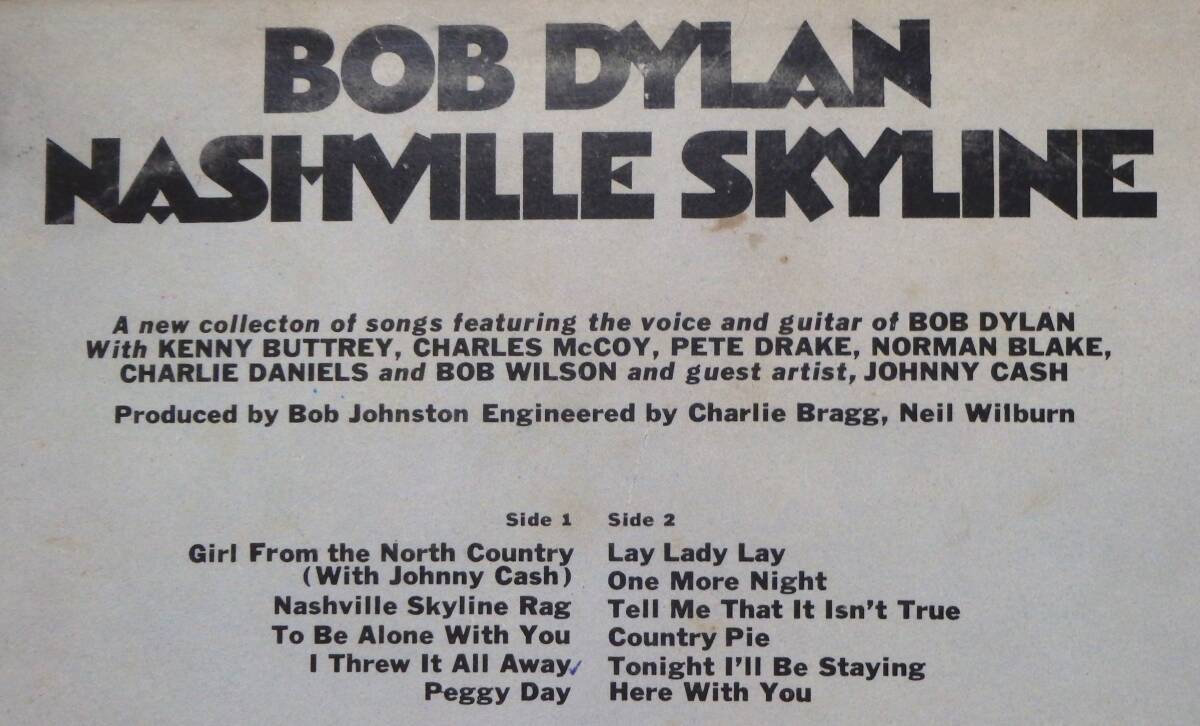 BOB DYLAN
NASHVILLE SKYLINE
A new collecton of songs featuring the voice and guitar of BOB DYLAN
With KENNY BUTTREY, CHARLES McCOY, PETE DRAKE, NORMAN BLAKE,
CHARLIE DANIELS and BOB WILSON and guest artist, JOHNNY CASH
Produced by Bob Johnston Engineered by Charlie Bragg, Neil Wilburn
Side 1
Girl From the North Country
(With Johnny Cash)
Nashville Skyline Rag
To Be Alone With You
I Threw It All Away
Peggy Day
Side 2
Lay Lady Lay
One More Night
Tell Me That It Isn't True
Country Pie
Tonight I'll Be Staying
Here With You